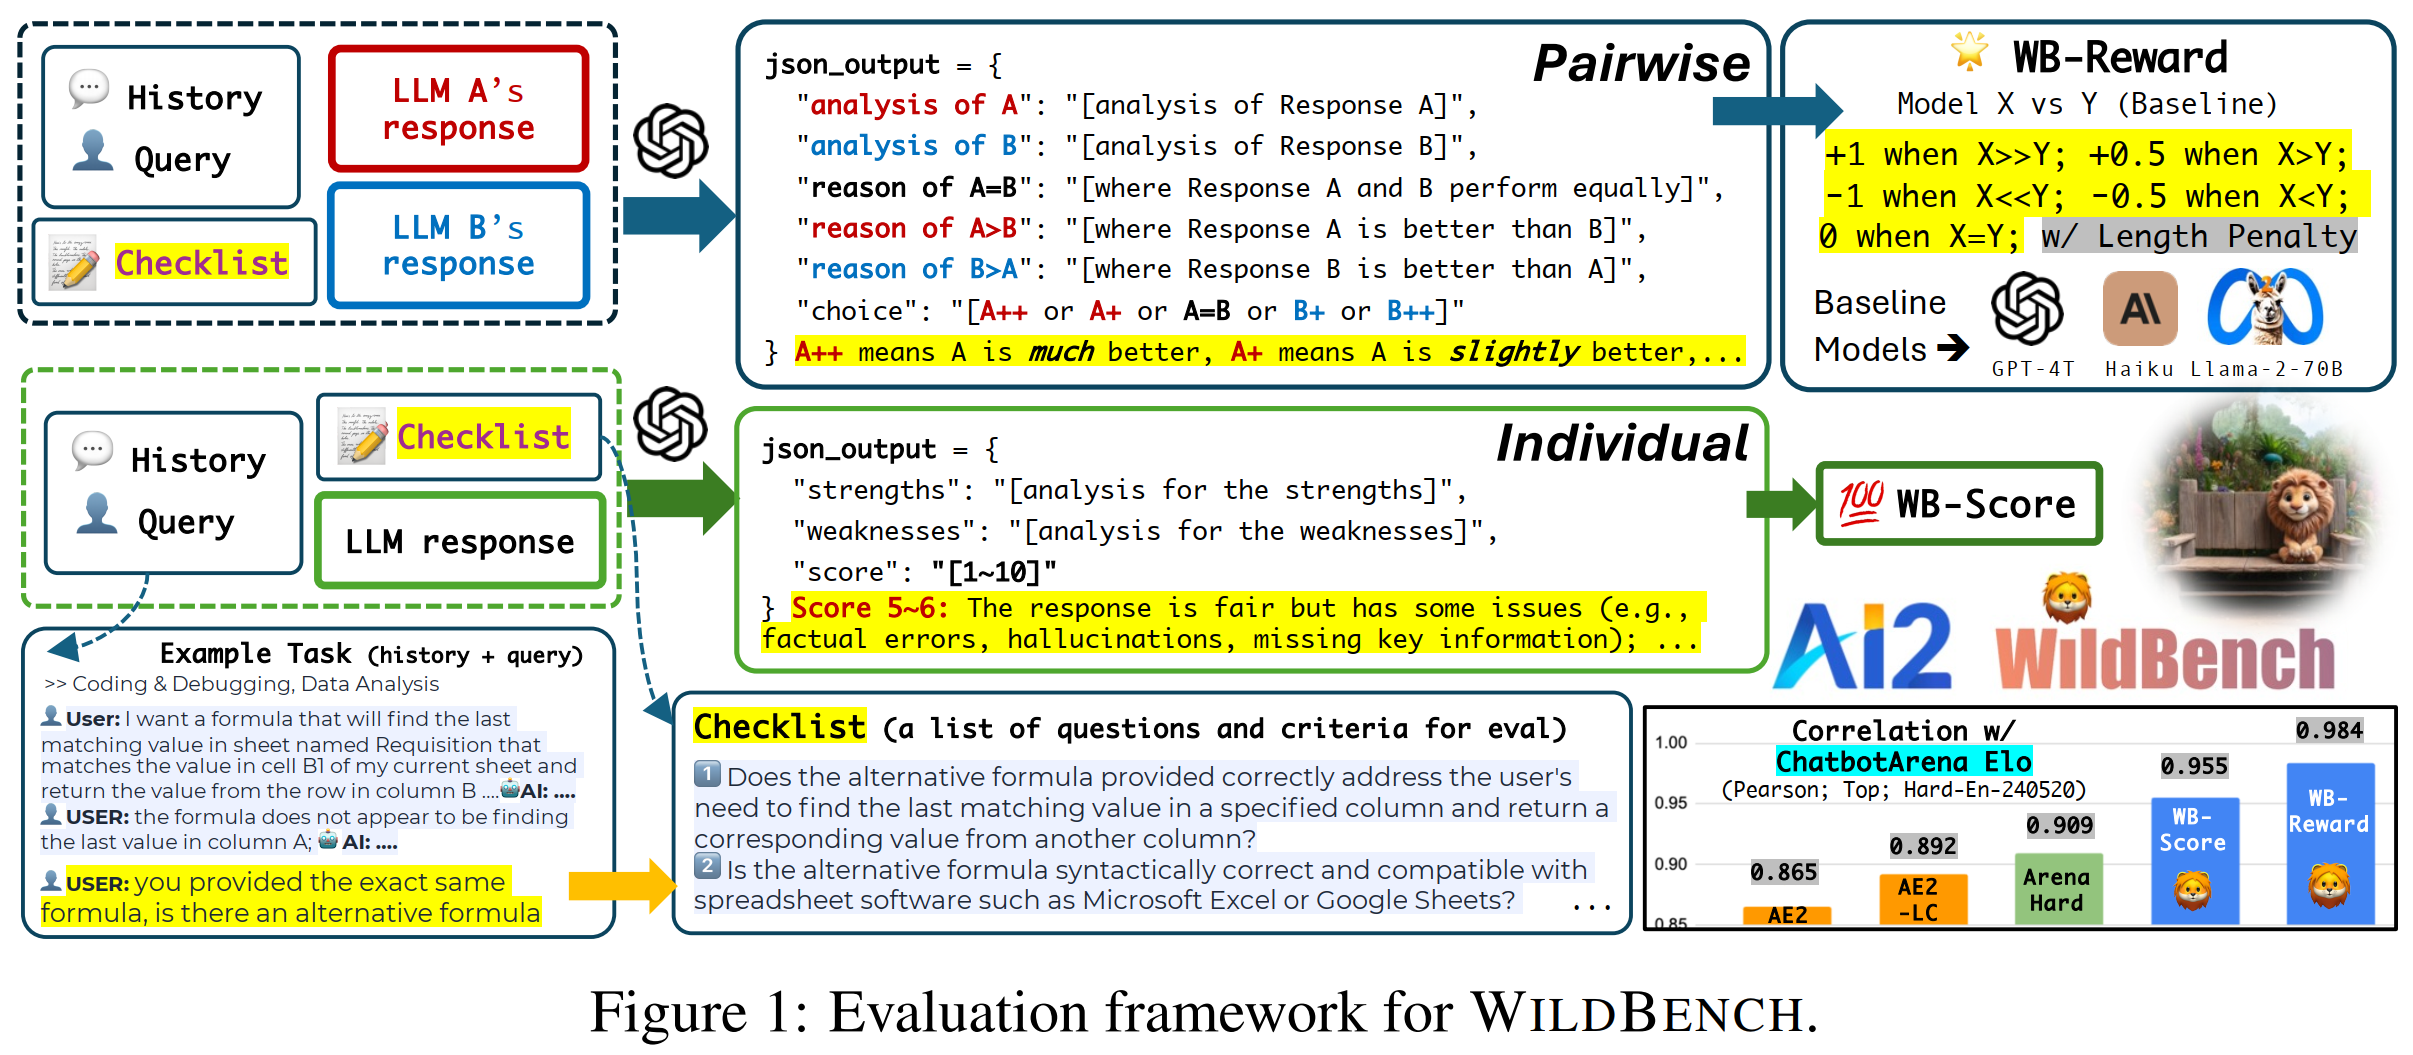 History
Query
Checklist
LLM A's
response
LLM B's
response
Pairwise
json_output = {
"analysis of A": "[analysis of Response A]",
"analysis of B": "[analysis of Response B]",
"reason of A=B": "[where Response A and B perform equally]",
"reason of A>B": "[where Response A is better than B]",
"reason of B>A": "[where Response B is better than A]",
"choice": "[A++ or A+ or A=B or B+ or B++]"
} A++ means A is much better, A+ means A is slightly better,...
WB-Reward
Model X vs Y (Baseline)
+1 when X>>Y; +0.5 when X>Y;
-1 when X<<Y; -0.5 when X<Y;
0 when X=Y; w/ Length Penalty
Baseline
Models ➔
GPT-4T Haiku Llama-2-70B
History
Query
Checklist
LLM response
Individual
json_output = {
"strengths": "[analysis for the strengths]",
"weaknesses": "[analysis for the weaknesses]",
"score": "[1~10]"
} Score 5~6: The response is fair but has some issues (e.g.,
factual errors, hallucinations, missing key information); ...
100 WB-Score
Ai2
WildBench
Example Task (history + query)
>> Coding & Debugging, Data Analysis
User: I want a formula that will find the last
matching value in sheet named Requisition that
matches the value in cell B1 of my current sheet and
return the value from the row in column B ....AI: ....
USER: the formula does not appear to be finding
the last value in column A; AI: ....
USER: you provided the exact same
formula, is there an alternative formula
Checklist (a list of questions and criteria for eval)
1 Does the alternative formula provided correctly address the user's
need to find the last matching value in a specified column and return a
corresponding value from another column?
2 Is the alternative formula syntactically correct and compatible with
spreadsheet software such as Microsoft Excel or Google Sheets? ...
Correlation w/
ChatbotArena Elo
(Pearson; Top; Hard-En-240520)
1.00
0.95
0.90
0.85
0.865
AE2
0.892
AE2
-LC
0.909
Arena
Hard
0.955
WB-
Score
0.984
WB-
Reward
Figure 1: Evaluation framework for WILDBENCH.